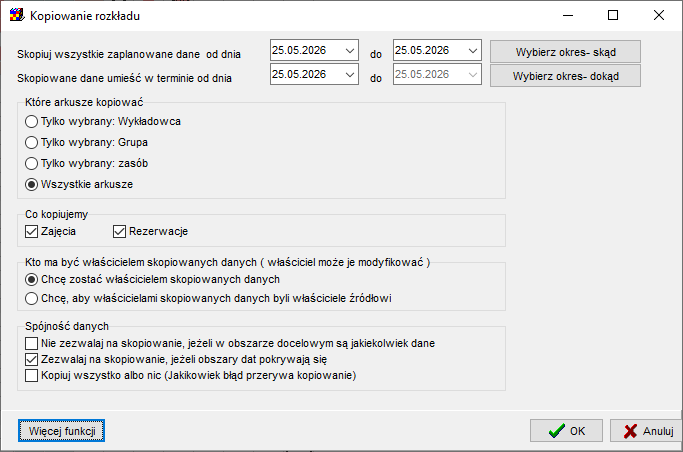 Kopiowanie rozkładu
Skopiuj wszystkie zaplanowane dane od dnia 25.05.2026 do 25.05.2026 Wybierz okres- skąd
Skopiowane dane umieść w terminie od dnia 25.05.2026 do 25.05.2026 Wybierz okres- dokąd
Które arkusze kopiować
Tylko wybrany: Wykładowca
Tylko wybrany: Grupa
Tylko wybrany: zasób
Wszystkie arkusze
Co kopiujemy
Zajęcia Rezerwacje
Kto ma być właścicielem skopiowanych danych ( właściciel może je modyfikować )
Chcę zostać właścicielem skopiowanych danych
Chcę, aby właścicielami skopiowanych danych byli właściciele źródłowi
Spójność danych
Nie zezwalaj na skopiowanie, jeżeli w obszarze docelowym są jakiekolwiek dane
Zezwalaj na skopiowanie, jeżeli obszary dat pokrywają się
Kopiuj wszystko albo nic (Jakikowiek błąd przerywa kopiowanie)
Więcej funkcji OK Anuluj